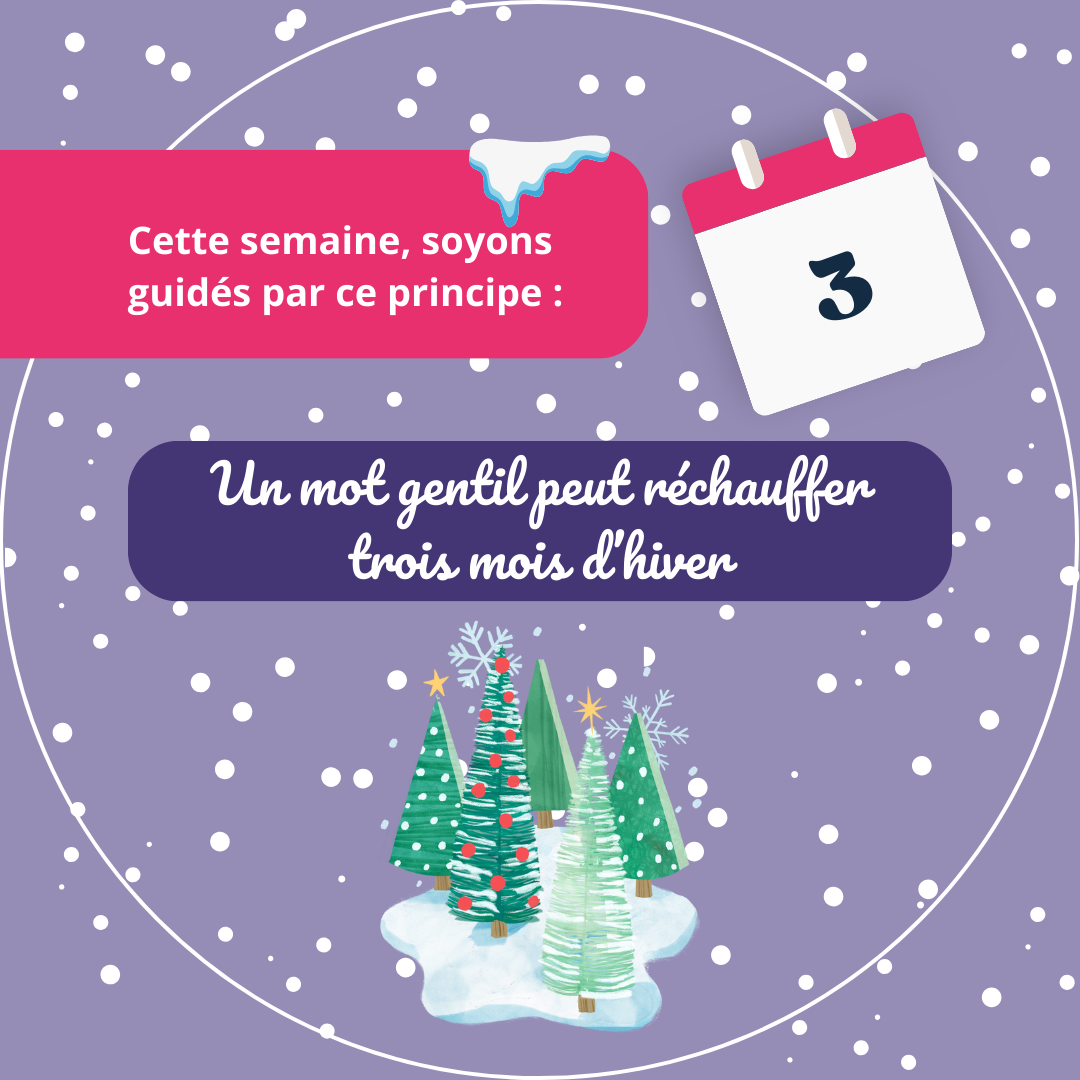 Cette semaine, soyons
guidés par ce principe :
3
Un mot gentil peut réchauffer
trois mois d'hiver